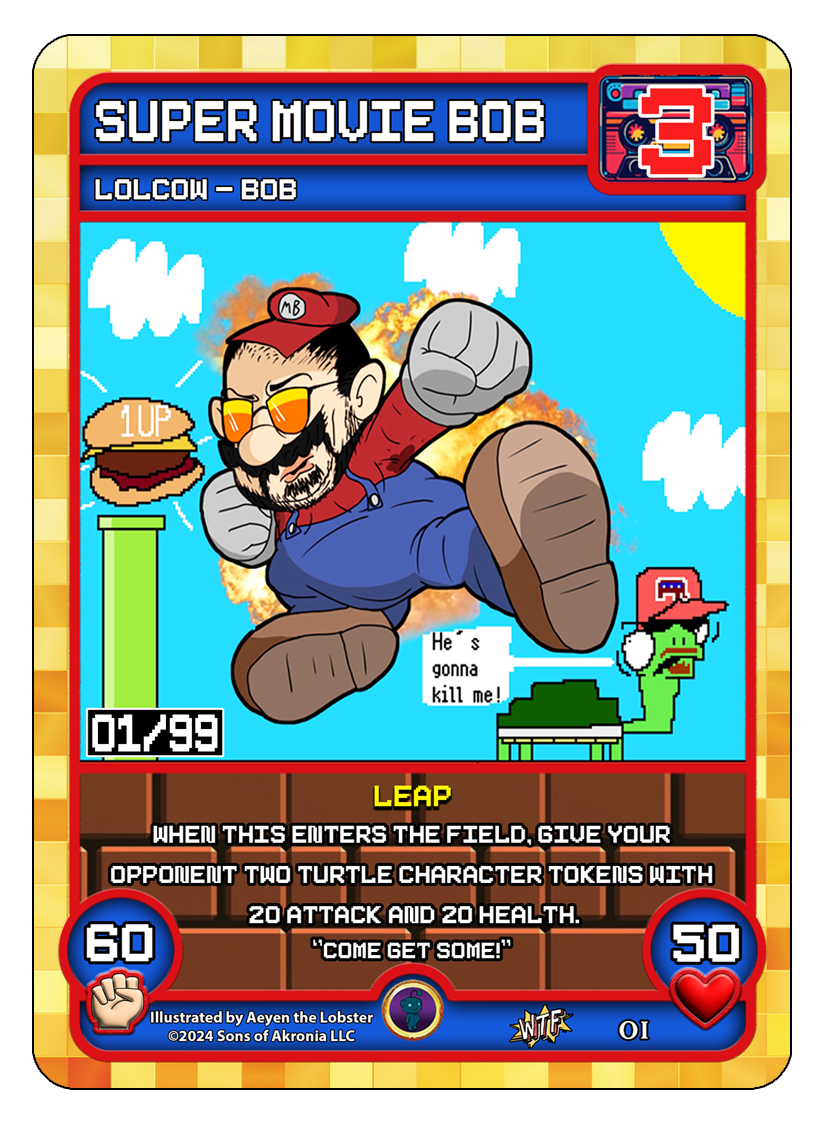 SUPER MOVIE BOB
3
LOLCOW – BOB
MB
1UP
He´s
gonna
kill me!
01/99
LEAP
WHEN THIS ENTERS THE FIELD, GIVE YOUR
OPPONENT TWO TURTLE CHARACTER TOKENS WITH
20 ATTACK AND 20 HEALTH.
"COME GET SOME!"
60
50
Illustrated by Aeyen the Lobster
©2024 Sons of Akronia LLC
WTF
01